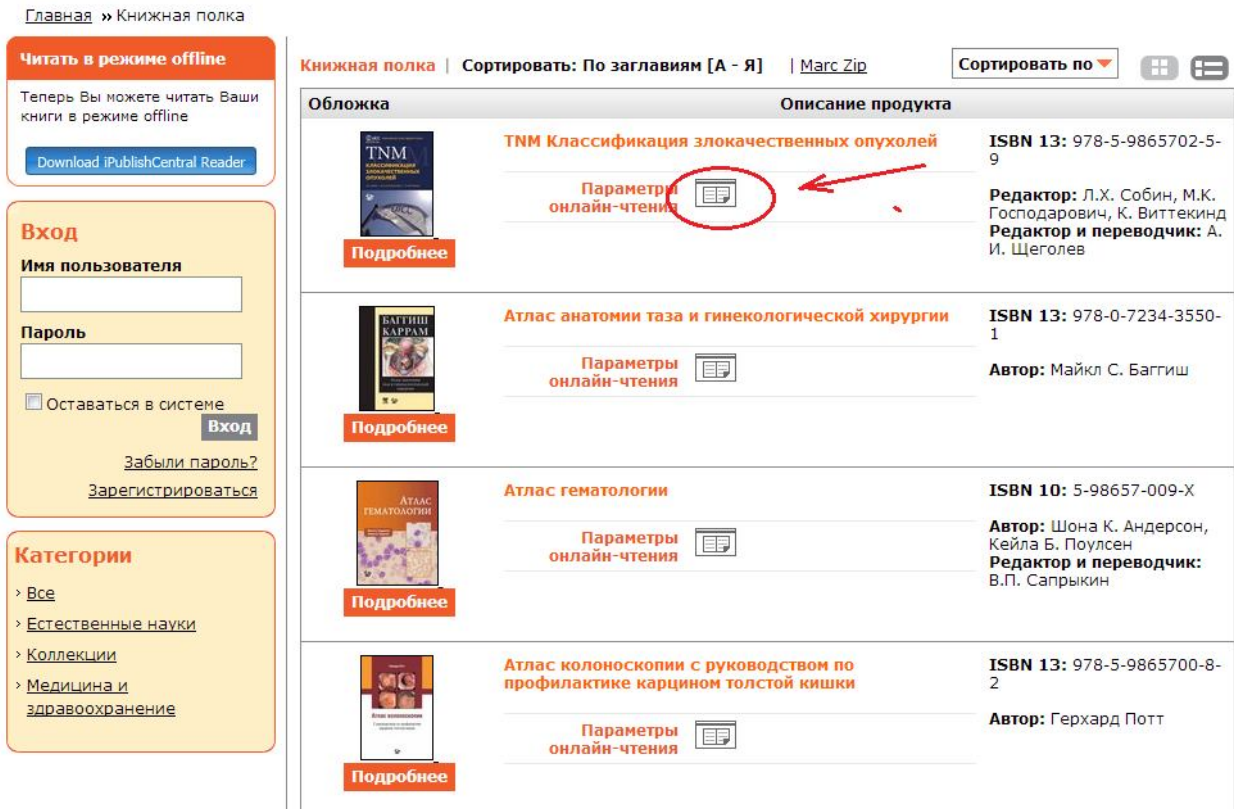 Главная » Книжная полка
Читать в режиме offline
Теперь Вы можете читать Ваши
книги в режиме offline
Download iPublishCentral Reader
Вход
Имя пользователя
Пароль
Оставаться в системе
Вход
Забыли пароль?
Зарегистрироваться
Категории
› Все
› Естественные науки
› Коллекции
› Медицина и
здравоохранение
Книжная полка | Сортировать: По заглавиям [А - Я] | Marc Zip
Сортировать по
Обложка Описание продукта
TNM
КЛАССИФИКАЦИЯ
ЗЛОКАЧЕСТВЕННЫХ
ОПУХОЛЕЙ
Подробнее
TNM Классификация злокачественных опухолей
Параметры
онлайн-чтения
ISBN 13: 978-5-9865702-5-
9
Редактор: Л.Х. Собин, М.К.
Господарович, К. Виттекинд
Редактор и переводчик: А.
И. Щеголев
БАГГИШ
КАРРАМ
Подробнее
Атлас анатомии таза и гинекологической хирургии
Параметры
онлайн-чтения
ISBN 13: 978-0-7234-3550-
1
Автор: Майкл С. Баггиш
АТЛАС
ГЕМАТОЛОГИИ
Подробнее
Атлас гематологии
Параметры
онлайн-чтения
ISBN 10: 5-98657-009-X
Автор: Шона К. Андерсон,
Кейла Б. Поулсен
Редактор и переводчик:
В.П. Сапрыкин
Атлас колоноскопии
Подробнее
Атлас колоноскопии с руководством по
профилактике карцином толстой кишки
Параметры
онлайн-чтения
ISBN 13: 978-5-9865700-8-
2
Автор: Герхард Потт